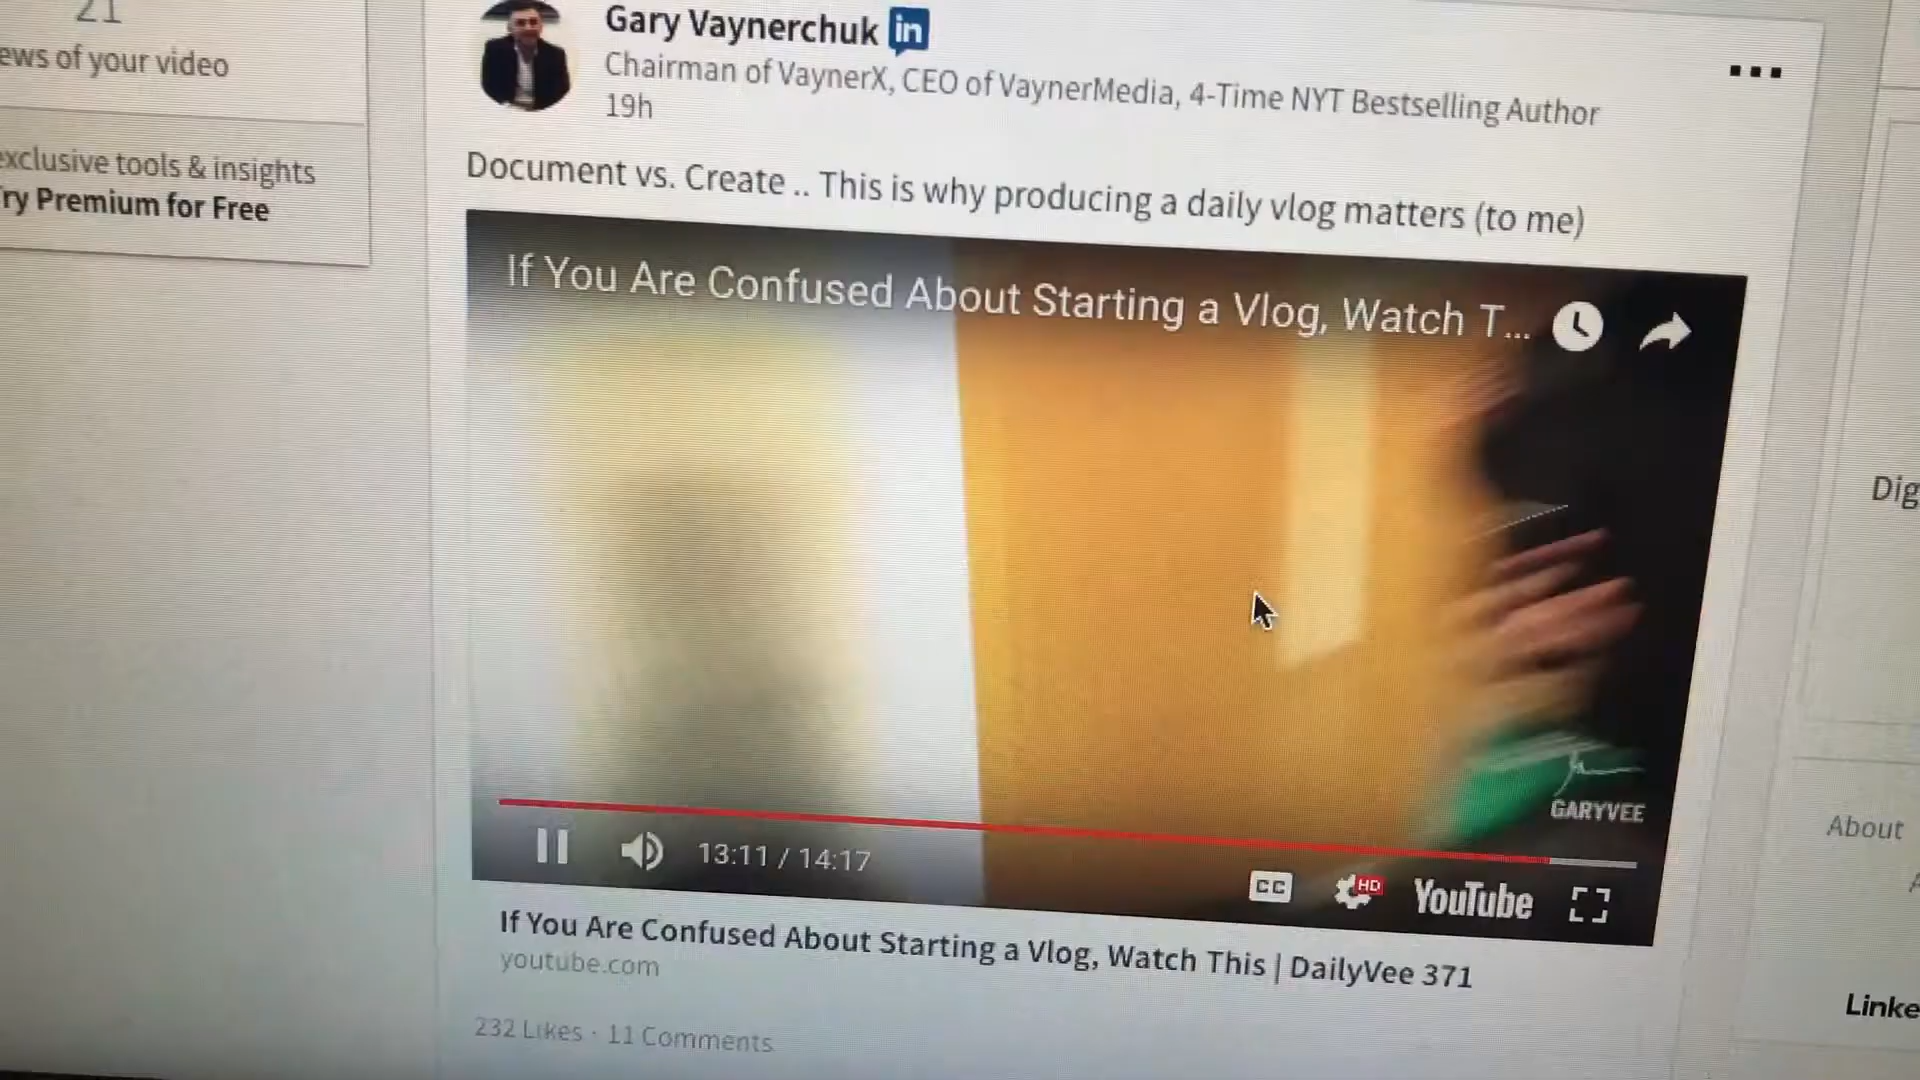 21
ews of your video
exclusive tools & insights
ry Premium for Free
Gary Vaynerchuk in
Chairman of VaynerX, CEO of VaynerMedia, 4-Time NYT Bestselling Author
19h
Document vs. Create .. This is why producing a daily vlog matters (to me)
If You Are Confused About Starting a Vlog, Watch T...
GARYVEE
13:11 / 14:17
CC
HD
YouTube
If You Are Confused About Starting a Vlog, Watch This | DailyVee 371
youtube.com
232 Likes · 11 Comments
Dig
About
Linke